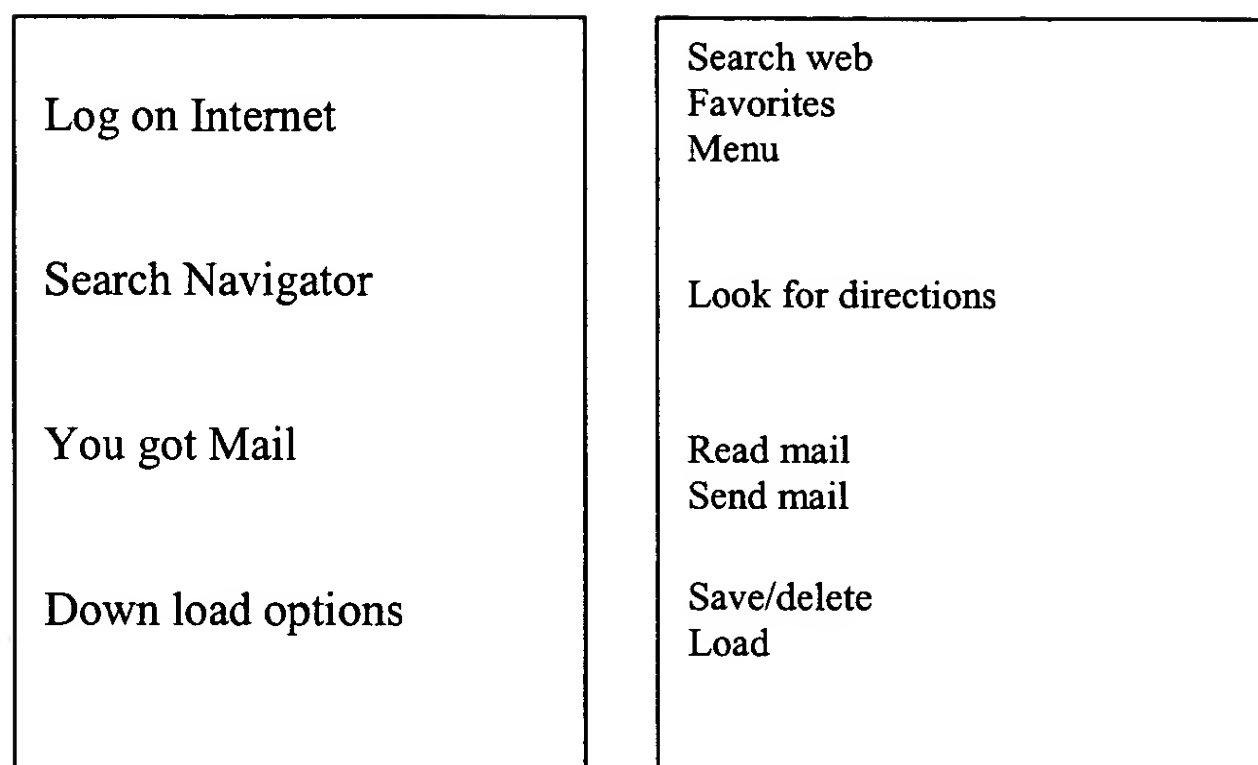 Log on Internet
Search Navigator
You got Mail
Down load options
Search web
Favorites
Menu
Look for directions
Read mail
Send mail
Save/delete
Load